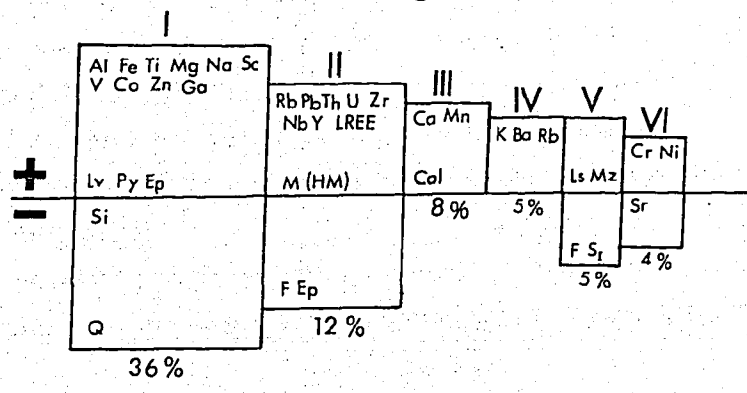 I
Al Fe Ti Mg Na Sc
V Co Zn Ga
Lv Py Ep
Si
Q
36%
II
Rb Pb Th U Zr
Nb Y LREE
M (HM)
F Ep
12%
III
Ca Mn
Cal
8%
IV
K Ba Rb
5%
V
Ls Mz
F SI
5%
VI
Cr Ni
Sr
4%
+
−